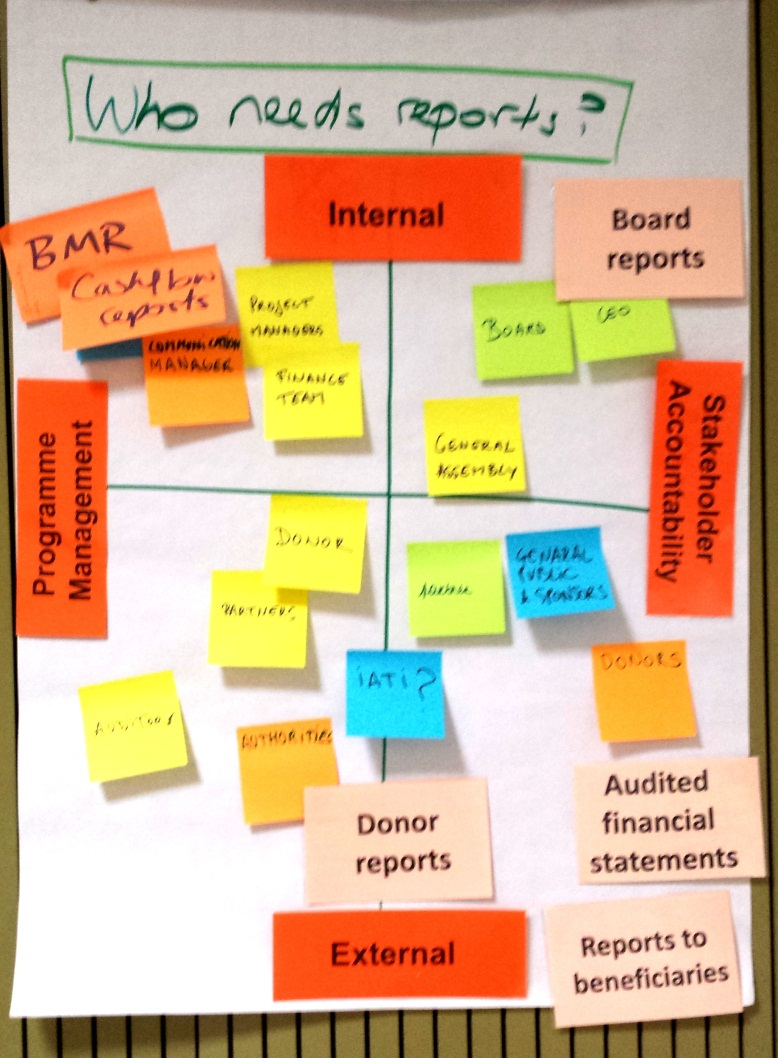 Who needs reports?
Internal
Board
reports
BMR
Cashflow
reports
PROJECT
MANAGERS
BOARD
CEO
COMMUNICATION
MANAGER
FINANCE
TEAM
GENERAL
ASSEMBLY
Programme
Management
Stakeholder
Accountability
DONOR
GENARAL
PUBLIC
& SPONSORS
PARTNERS
iATi?
DONORS
AUDITORS
AUTHORITIES
Donor
reports
Audited
financial
statements
External
Reports to
beneficiaries